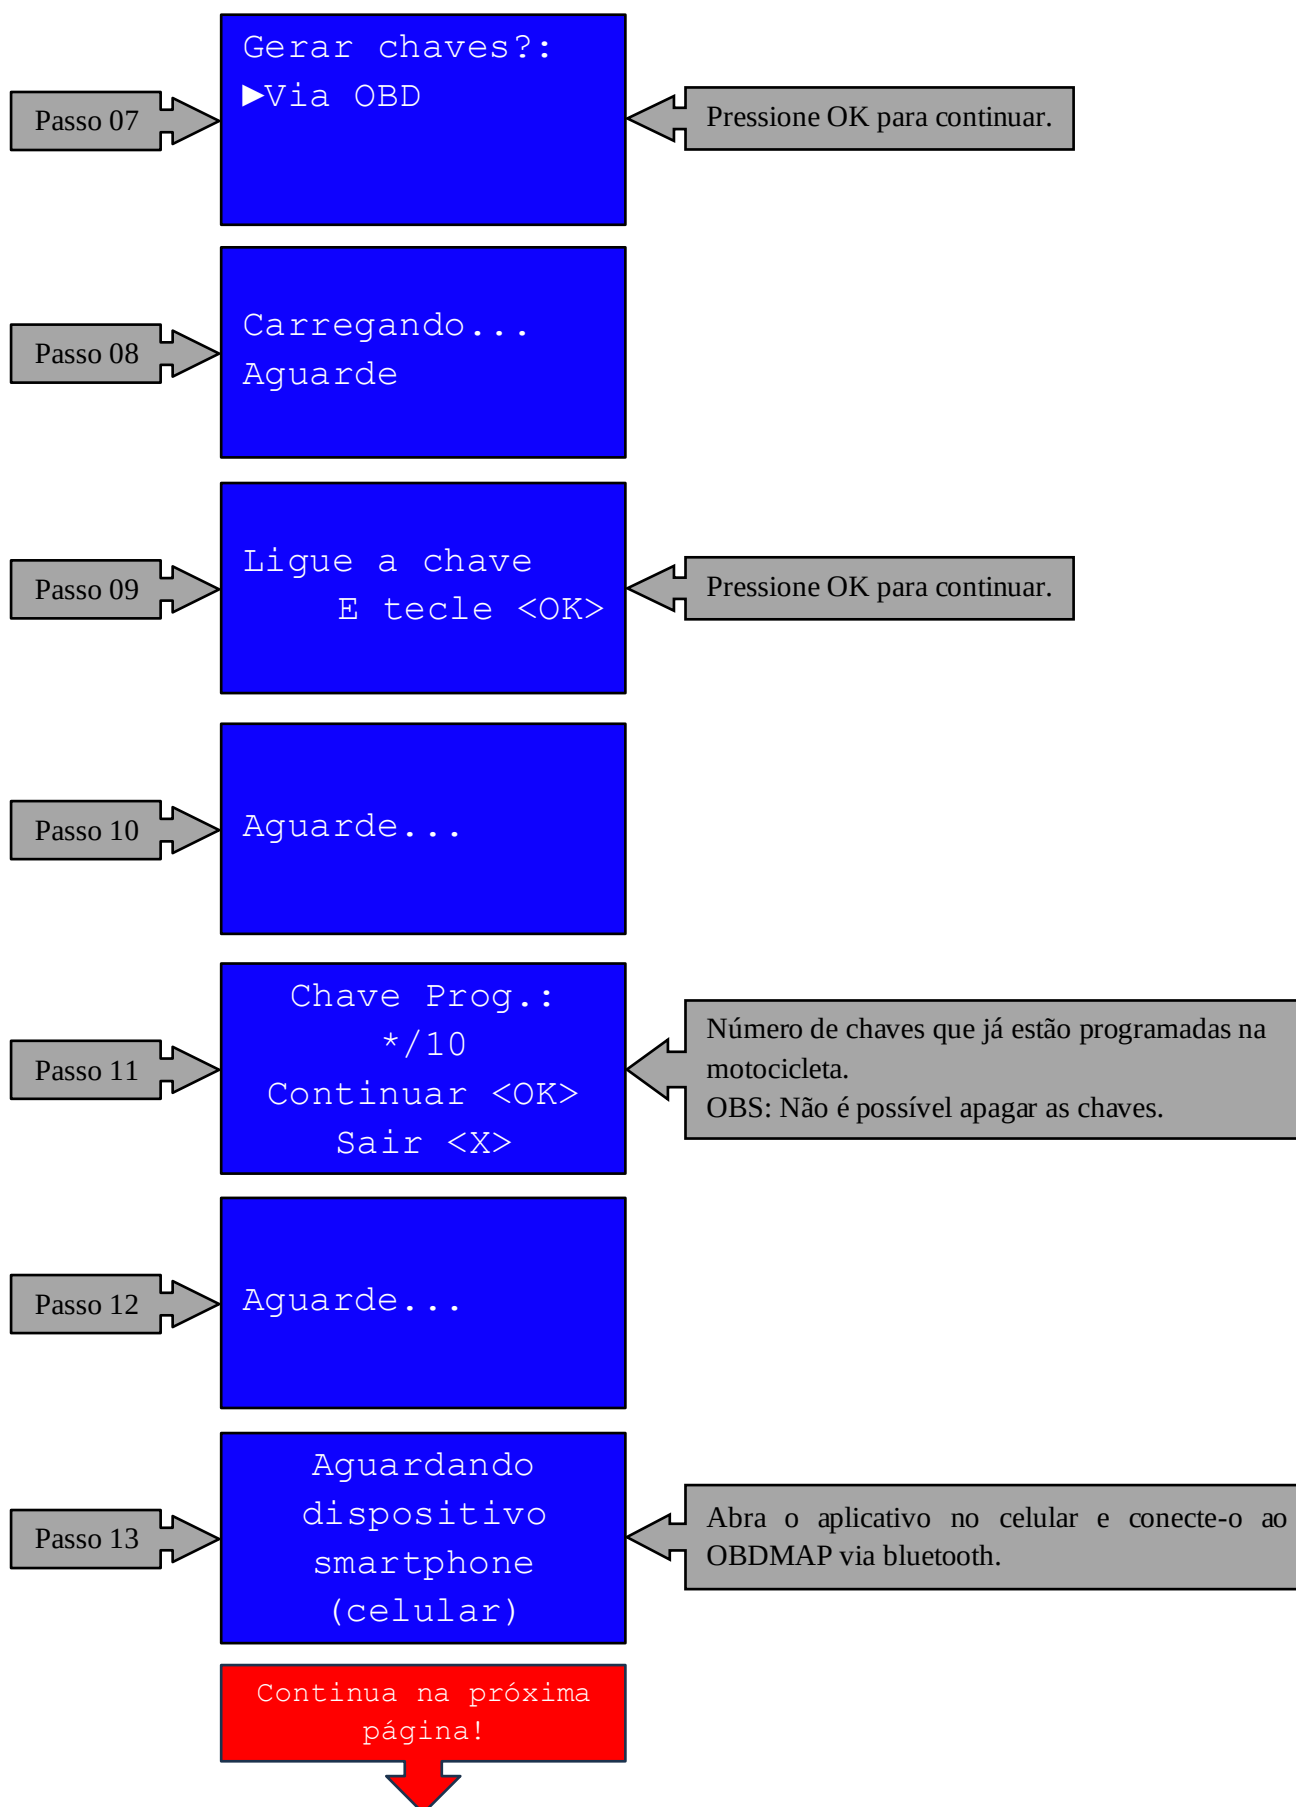 Gerar chaves?:
►Via OBD
Passo 07
Pressione OK para continuar.
Carregando...
Passo 08
Aguarde
Ligue a chave
Passo 09
Pressione OK para continuar.
E tecle <OK>
Passo 10
Aguarde...
Chave Prog.:
*/10
Continuar <OK>
Sair <X>
Passo 11
Número de chaves que já estão programadas na
motocicleta.
OBS: Não é possível apagar as chaves.
Passo 12
Aguarde...
Aguardando
dispositivo
smartphone
(celular)
Passo 13
Abra o aplicativo no celular e conecte-o ao
OBDMAP via bluetooth.
Continua na próxima
página!